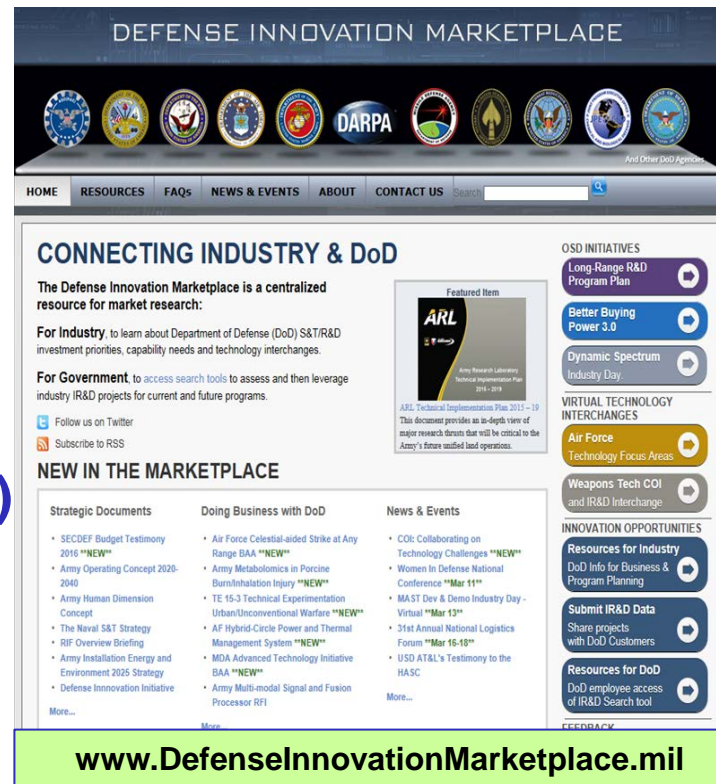 DEFENSE INNOVATION MARKETPLACE
DARPA
And Other DoD Agencies
HOME RESOURCES FAQs NEWS & EVENTS ABOUT CONTACT US Search
CONNECTING INDUSTRY & DoD
The Defense Innovation Marketplace is a centralized
resource for market research:
For Industry, to learn about Department of Defense (DoD) S&T/R&D
investment priorities, capability needs and technology interchanges.
For Government, to access search tools to assess and then leverage
industry IR&D projects for current and future programs.
Follow us on Twitter
Subscribe to RSS
Featured Item
ARL
Army Research Laboratory
Technical Implementation Plan
2015 – 2019
ARL Technical Implementation Plan 2015 – 19
This document provides an in-depth view of
major research thrusts that will be critical to the
Army's future unified land operations.
NEW IN THE MARKETPLACE
)
Strategic Documents
• SECDEF Budget Testimony
2016 **NEW**
• Army Operating Concept 2020-
2040
• Army Human Dimension
Concept
• The Naval S&T Strategy
• RIF Overview Briefing
• Army Installation Energy and
Environment 2025 Strategy
• Defense Innnovation Initiative
More...
Doing Business with DoD
• Air Force Celestial-aided Strike at Any
Range BAA **NEW**
• Army Metabolomics in Porcine
Burn/Inhalation Injury **NEW**
• TE 15-3 Technical Experimentation
Urban/Unconventional Warfare **NEW**
• AF Hybrid-Circle Power and Thermal
Management System **NEW**
• MDA Advanced Technology Initiative
BAA **NEW**
• Army Multi-modal Signal and Fusion
Processor RFI
More...
News & Events
• COI: Collaborating on
Technology Challenges **NEW**
• Women In Defense National
Conference **Mar 11**
• MAST Dev & Demo Industry Day -
Virtual **Mar 13**
• 31st Annual National Logistics
Forum **Mar 16-18**
• USD AT&L's Testimony to the
HASC
More...
OSD INITIATIVES
Long-Range R&D
Program Plan
Better Buying
Power 3.0
Dynamic Spectrum
Industry Day.
VIRTUAL TECHNOLOGY
INTERCHANGES
Air Force
Technology Focus Areas
Weapons Tech COI
and IR&D Interchange
INNOVATION OPPORTUNITIES
Resources for Industry
DoD Info for Business &
Program Planning
Submit IR&D Data
Share projects
with DoD Customers
Resources for DoD
DoD employee access
of IR&D Search tool
FEEDBACK
www.DefenseInnovationMarketplace.mil